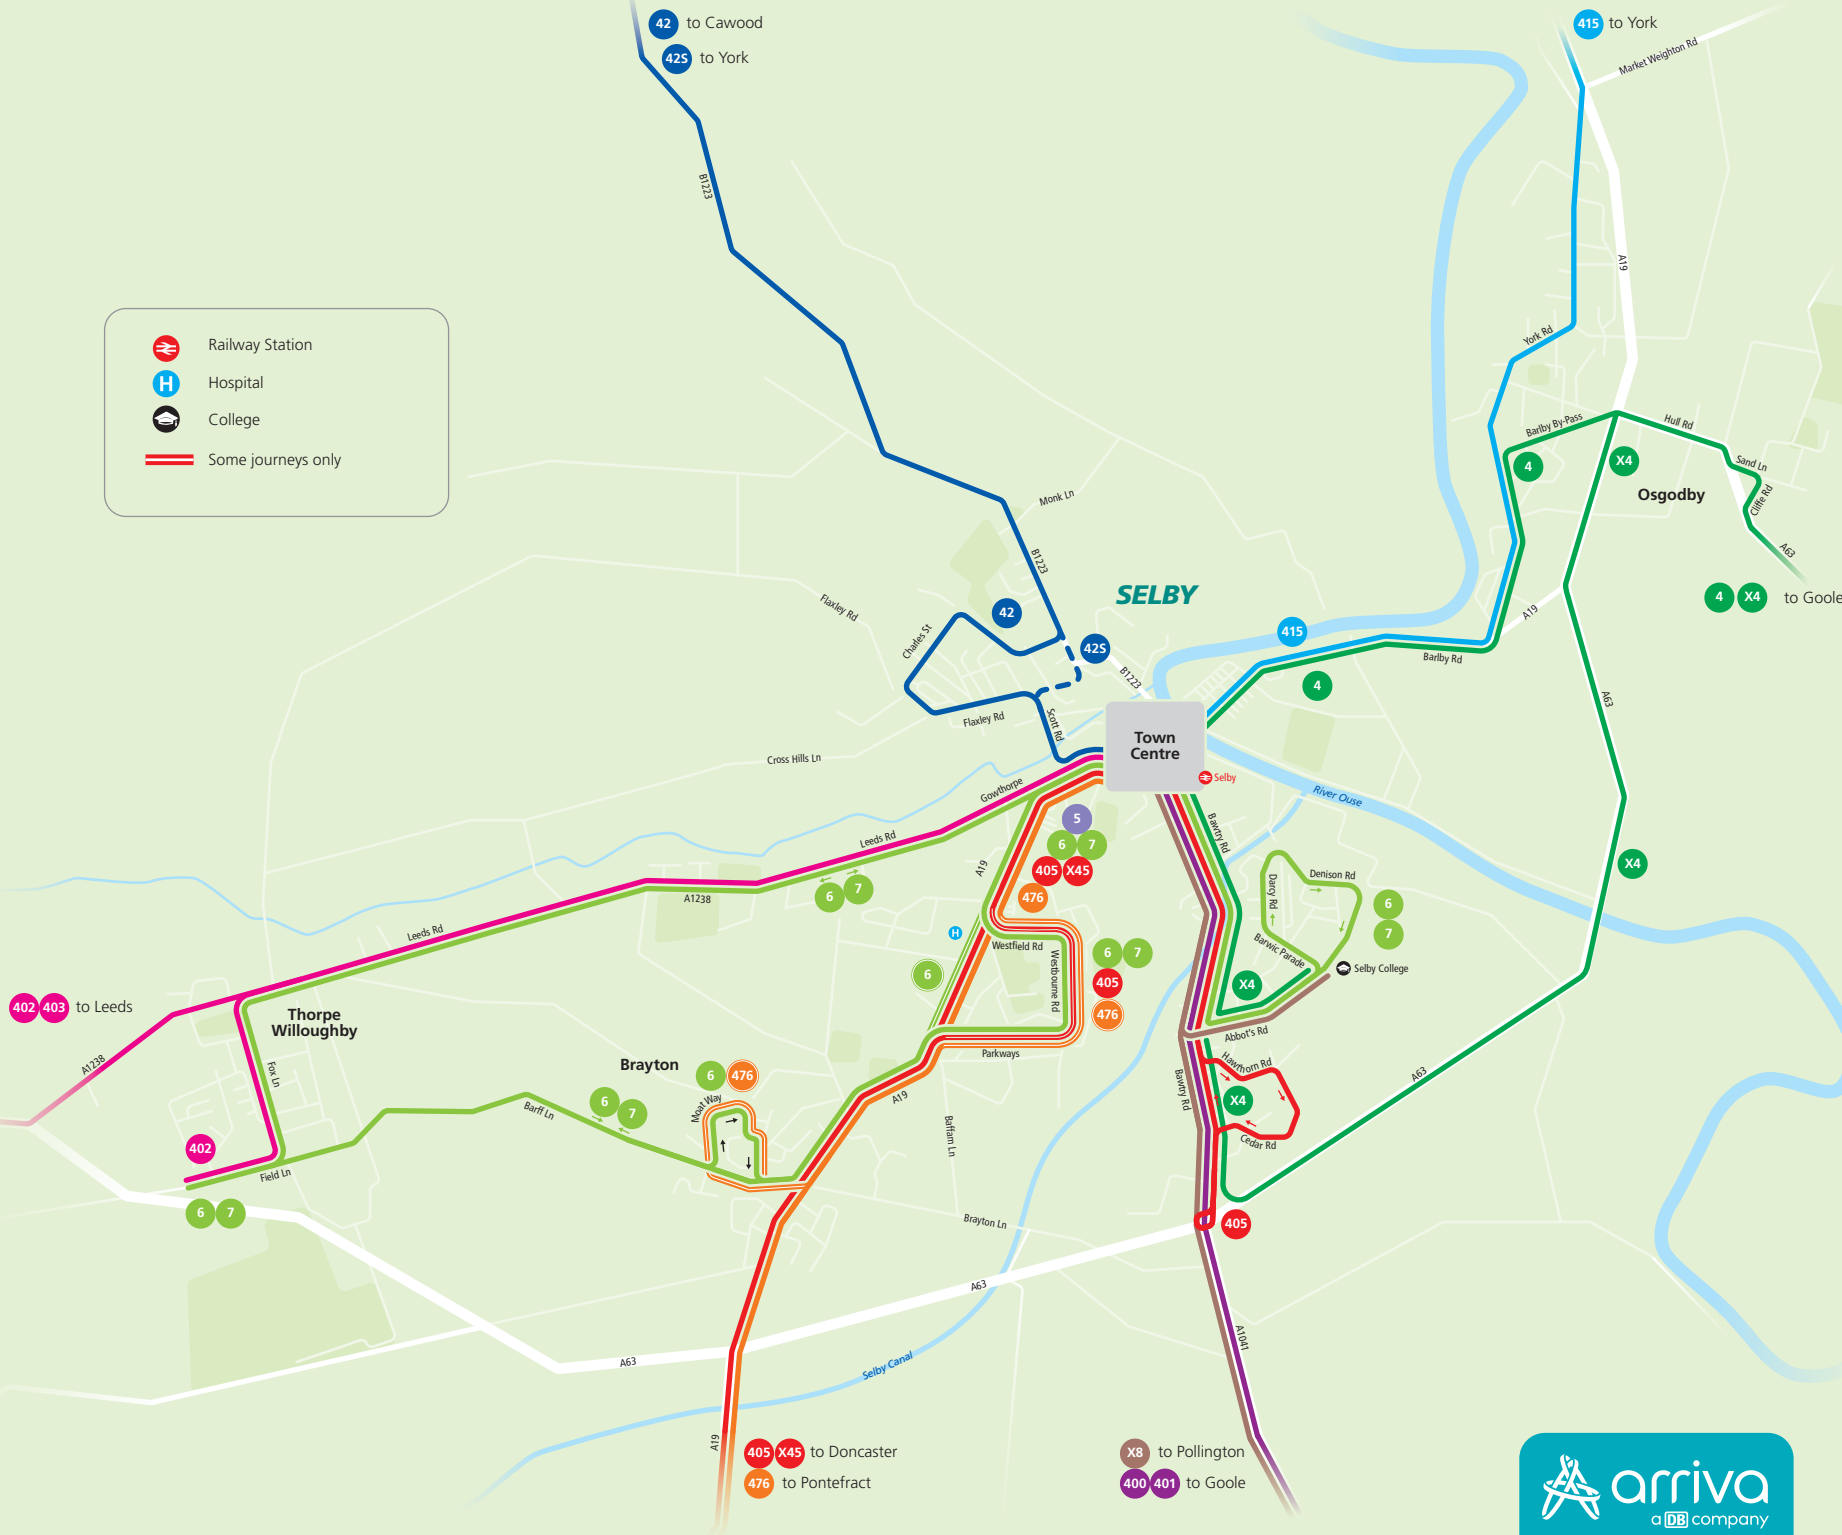 42 to Cawood
42S to York
415 to York
Market Weighton Rd
B1223
A19
Railway Station
H Hospital
College
Some journeys only
York Rd
Barlby By-Pass
Hull Rd
4
X4
Sand Ln
Osgodby
Cliffe Rd
A63
Monk Ln
B1223
SELBY
4 X4 to Goole
Flaxley Rd
42
A19
Charles St
415
42S
Barlby Rd
B1223
4
A63
Flaxley Rd
Scott Rd
Town
Centre
Cross Hills Ln
Selby
Gowthorpe
River Ouse
5
Leeds Rd
Bawtry Rd
6 7
405 X45
476
A19
X4
Denison Rd
Darcy Rd
6
7
6 7
A1238
Leeds Rd
H
Westfield Rd
Barwic Parade
6
7
6
Westbourne Rd
405
476
Selby College
X4
402 403 to Leeds
Thorpe
Willoughby
Abbot's Rd
Parkways
A1238
Fox Ln
Brayton
6 476
Hawthorn Rd
Bawtry Rd
X4
A63
Barff Ln
6
7
Moat Way
A19
Baffam Ln
Cedar Rd
402
Field Ln
6 7
Brayton Ln
405
A63
A1041
A63
Selby Canal
A19
405 X45 to Doncaster
476 to Pontefract
X8 to Pollington
400 401 to Goole
arriva
a DB company